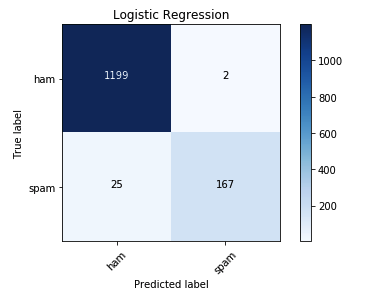 Logistic Regression
True label
ham
1199
2
spam
25
167
ham
spam
Predicted label
1000
800
600
400
200